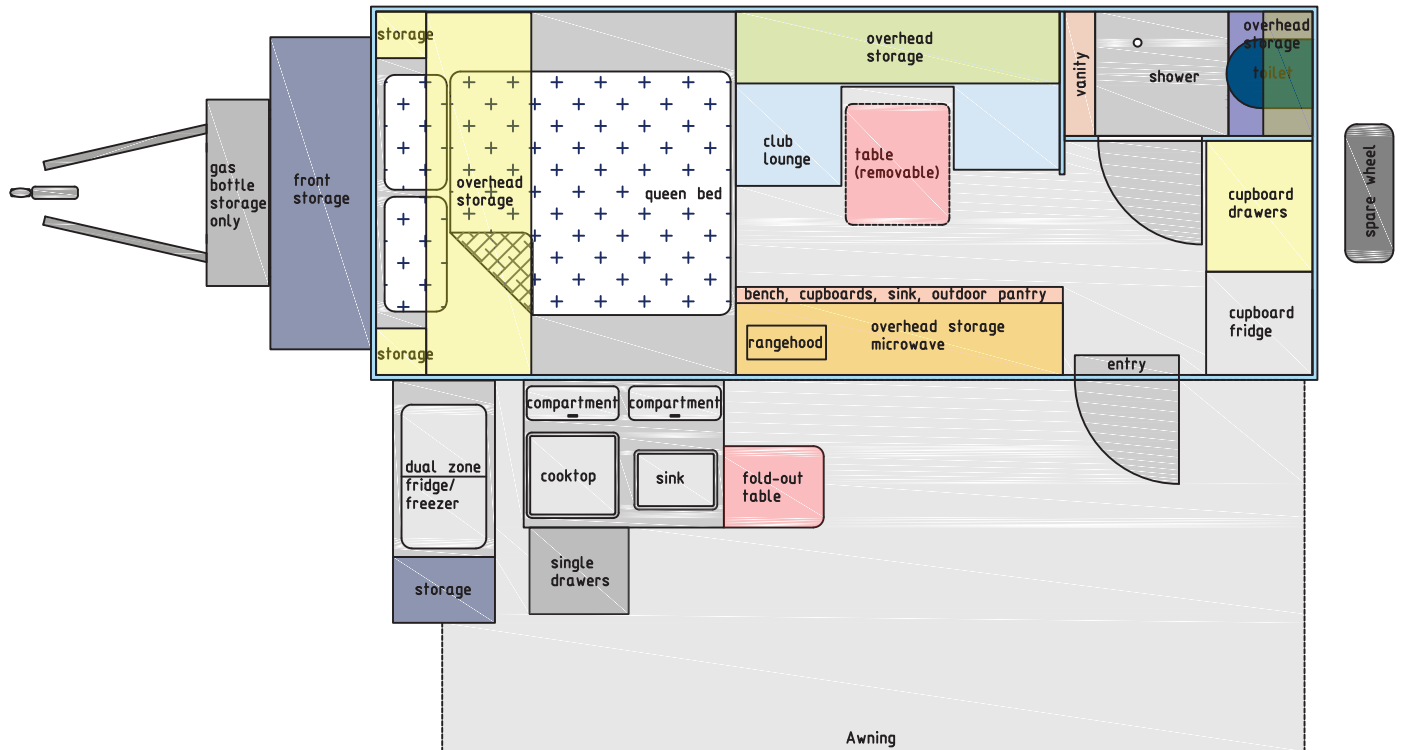 storage
overhead
storage
overhead
storage
vanity
shower
toilet
gas
bottle
storage
only
front
storage
overhead
storage
queen bed
club
lounge
table
(removable)
cupboard
drawers
spare wheel
bench, cupboards, sink, outdoor pantry
rangehood
overhead storage
microwave
cupboard
fridge
storage
entry
compartment
compartment
dual zone
fridge/
freezer
cooktop
sink
fold-out
table
storage
single
drawers
Awning